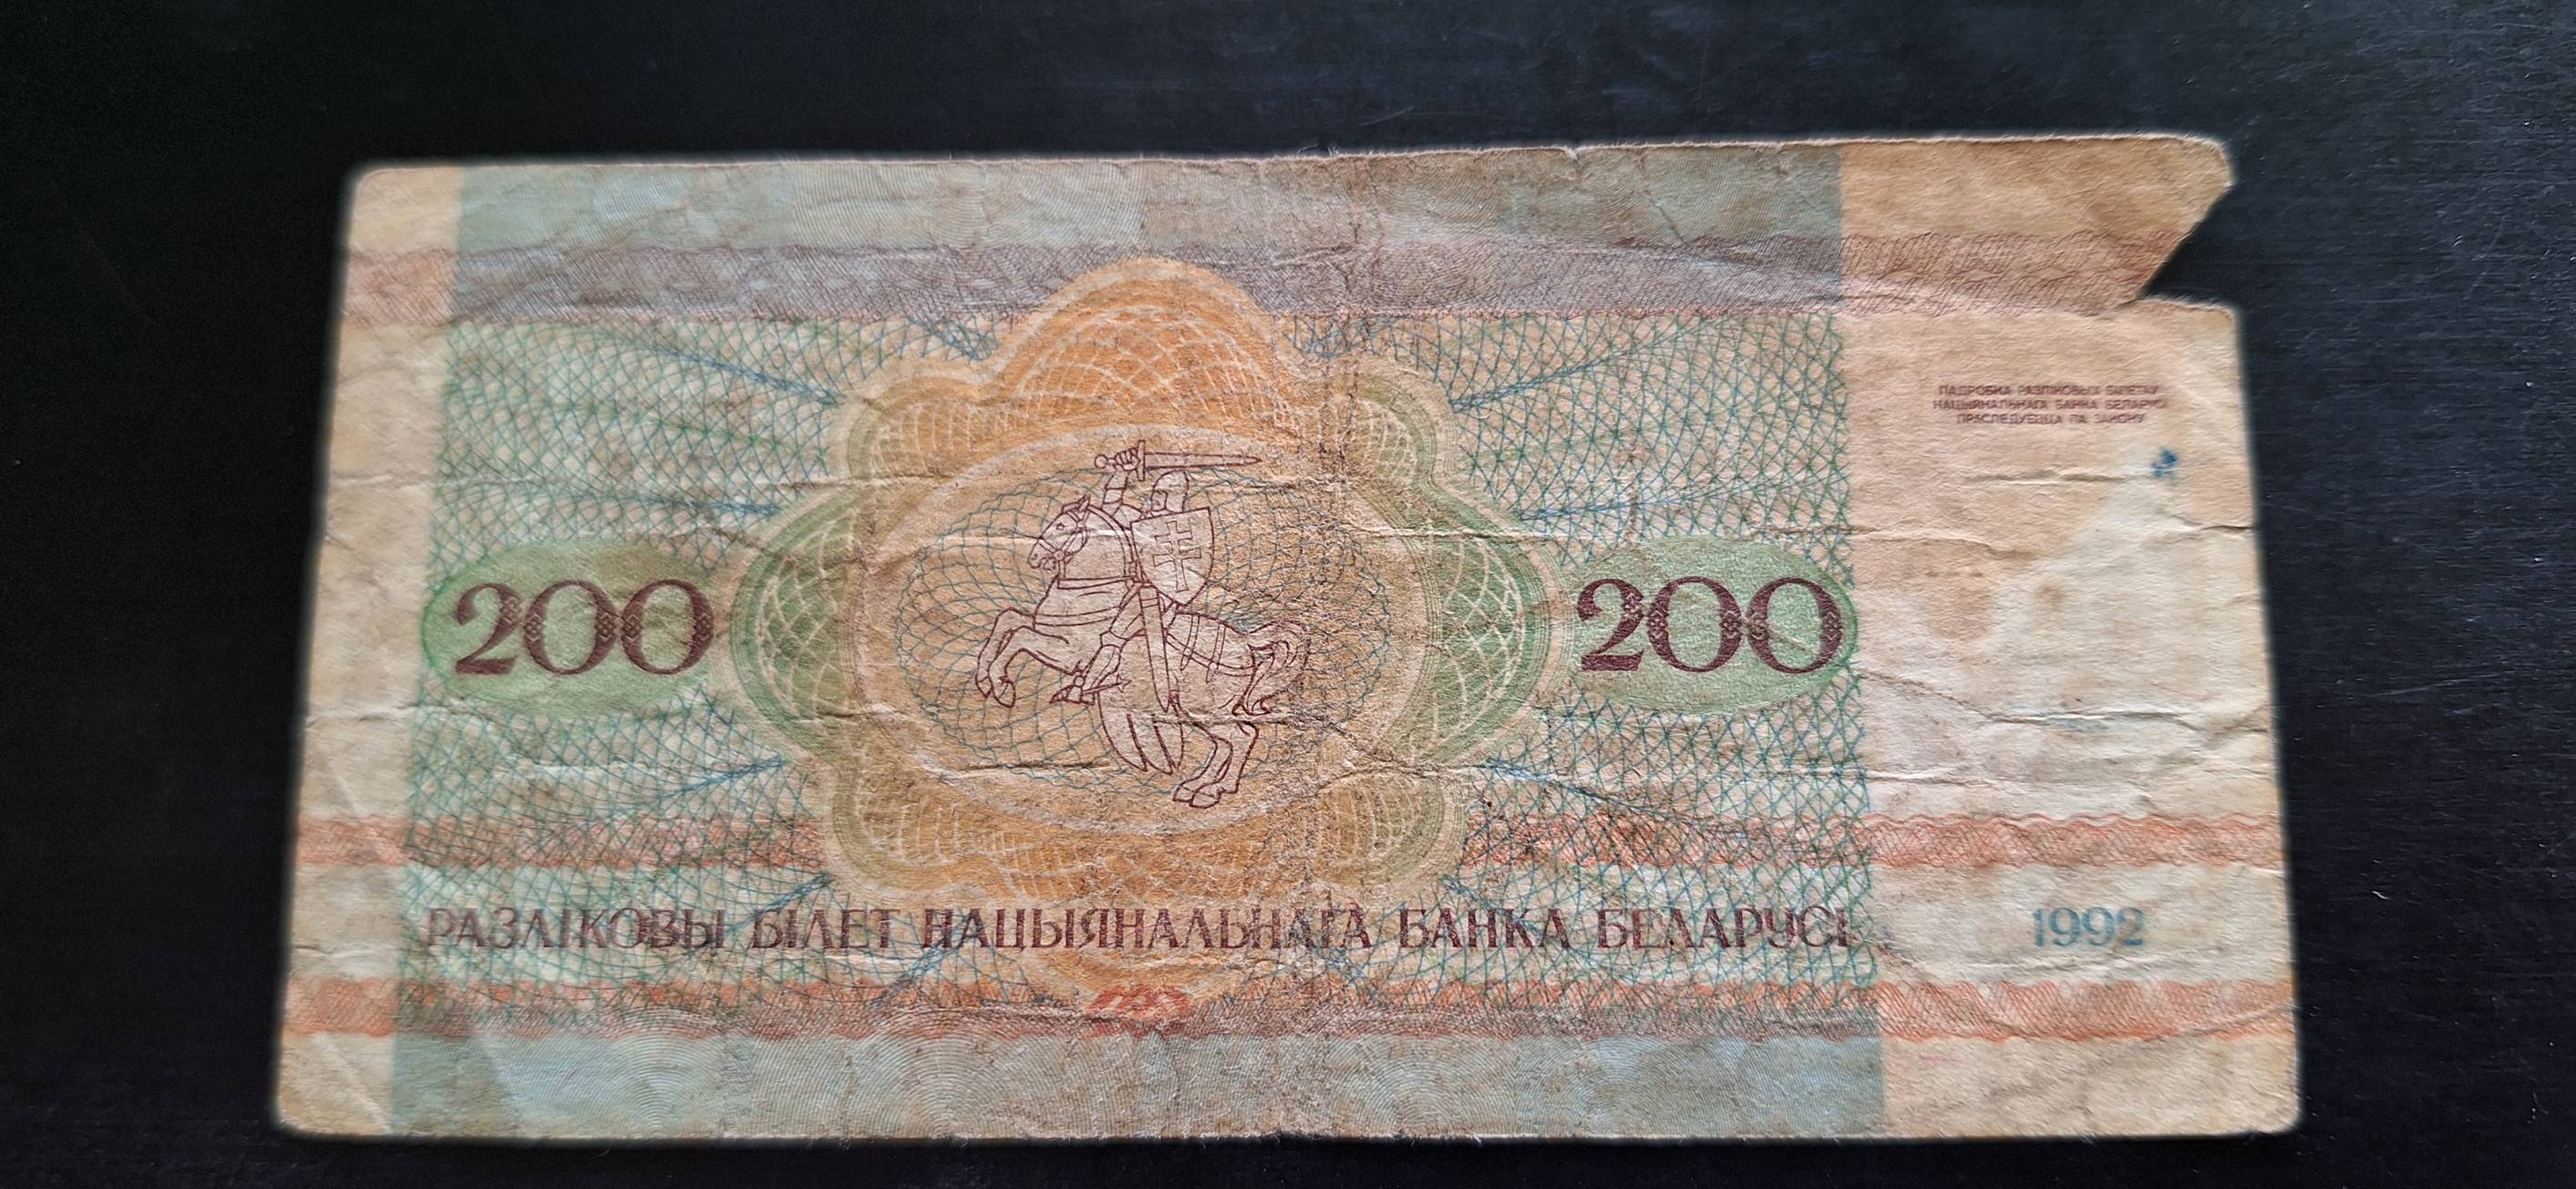 ПАДРОБКА РАЗЛІКОВЫХ БІЛЕТАЎ
НАЦЫЯНАЛЬНАГА БАНКА БЕЛАРУСІ
ПРАСЛЕДУЕЦЦА ПА ЗАКОНУ
200 200
РАЗЛІКОВЫ БІЛЕТ НАЦЫЯНАЛЬНАГА БАНКА БЕЛАРУСІ
1992